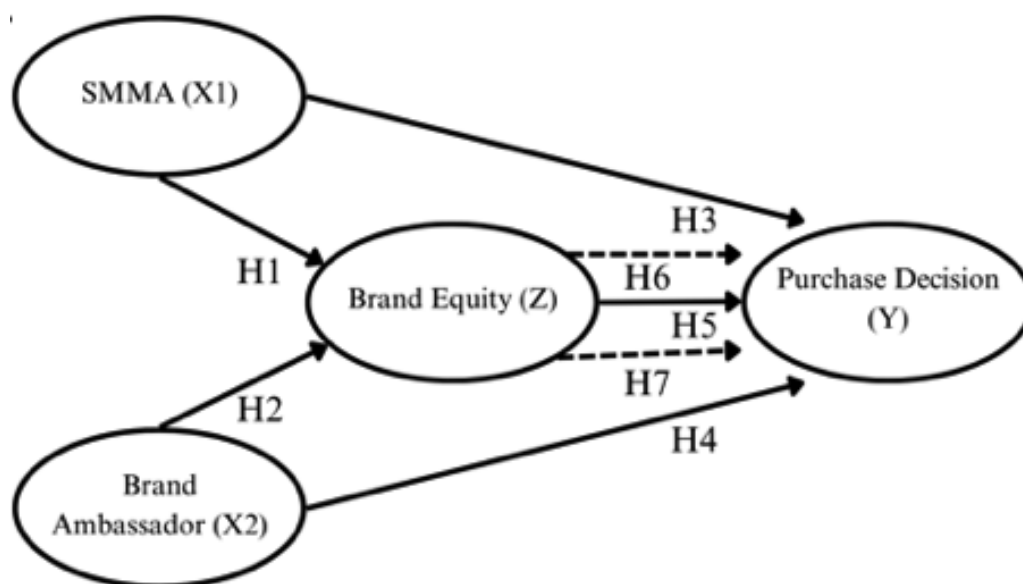 SMMA (X1)
H3
H1
H6
Brand Equity (Z)
Purchase Decision
(Y)
H5
H7
H2
H4
Brand
Ambassador (X2)